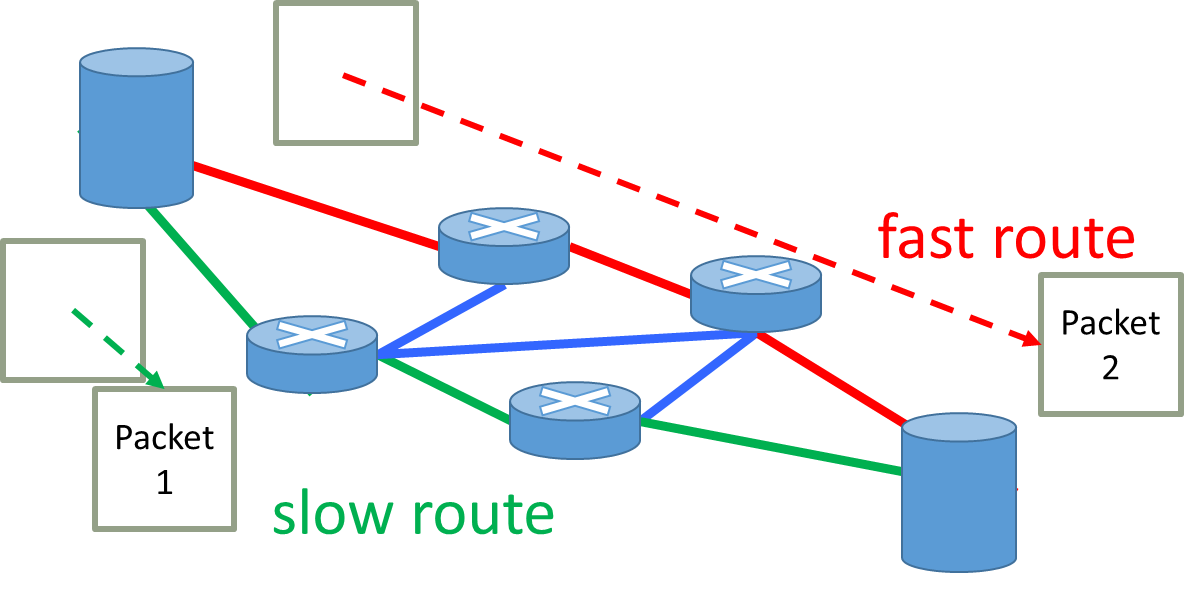 fast route
Packet
2
Packet
1
slow route